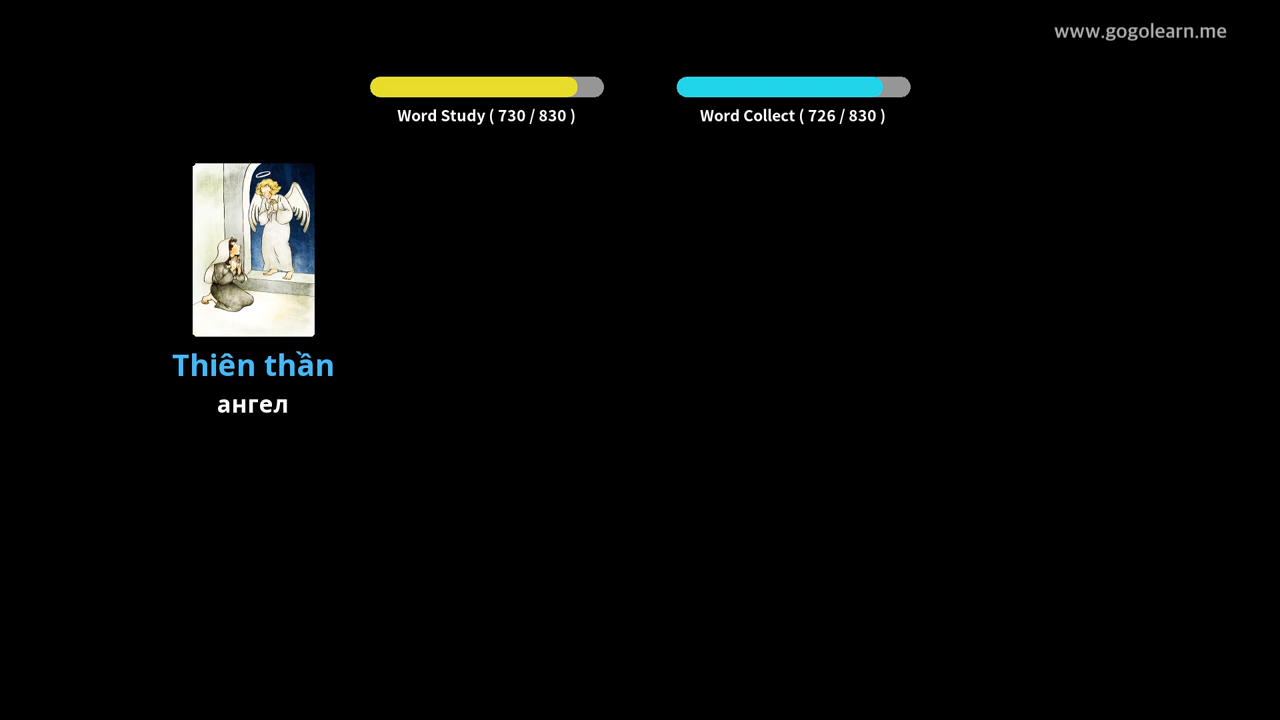 www.gogolearn.me
Word Study ( 730 / 830 )
Word Collect ( 726 / 830 )
Thiên thần
ангел